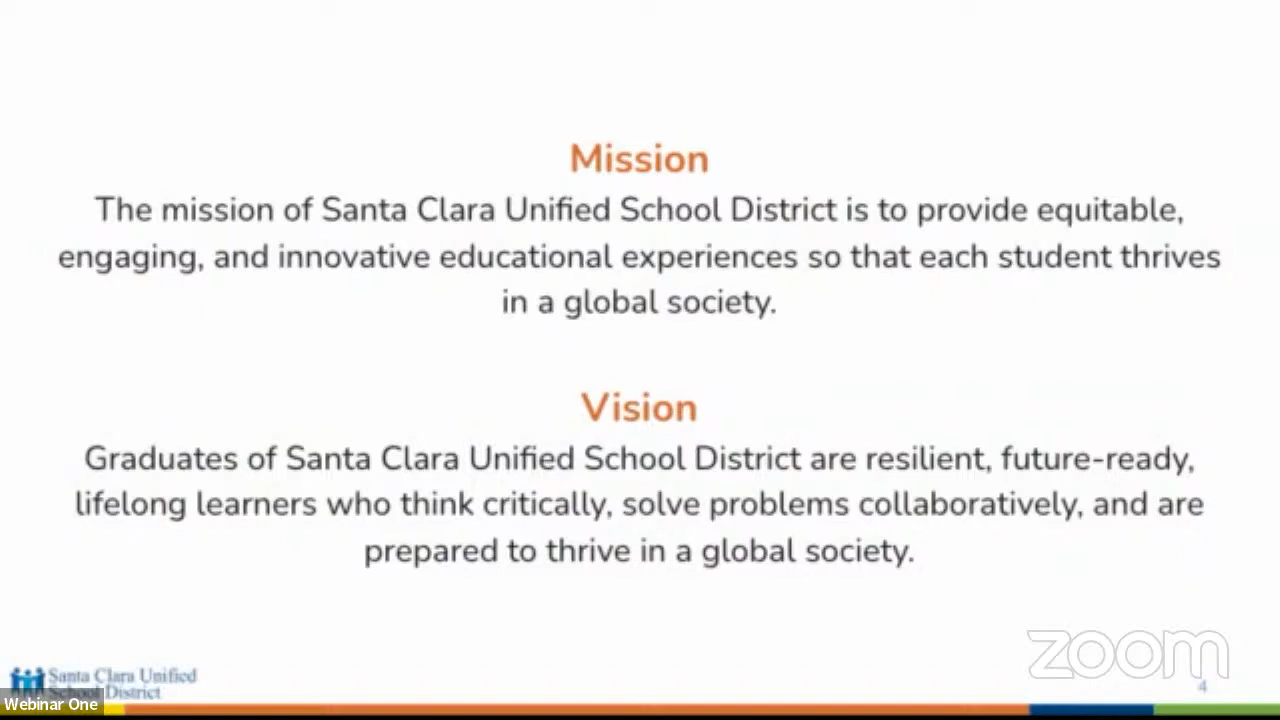 Mission
The mission of Santa Clara Unified School District is to provide equitable,
engaging, and innovative educational experiences so that each student thrives
in a global society.
Vision
Graduates of Santa Clara Unified School District are resilient, future-ready,
lifelong learners who think critically, solve problems collaboratively, and are
prepared to thrive in a global society.
zoom
Santa Clara Unified
School District
4
Webinar One